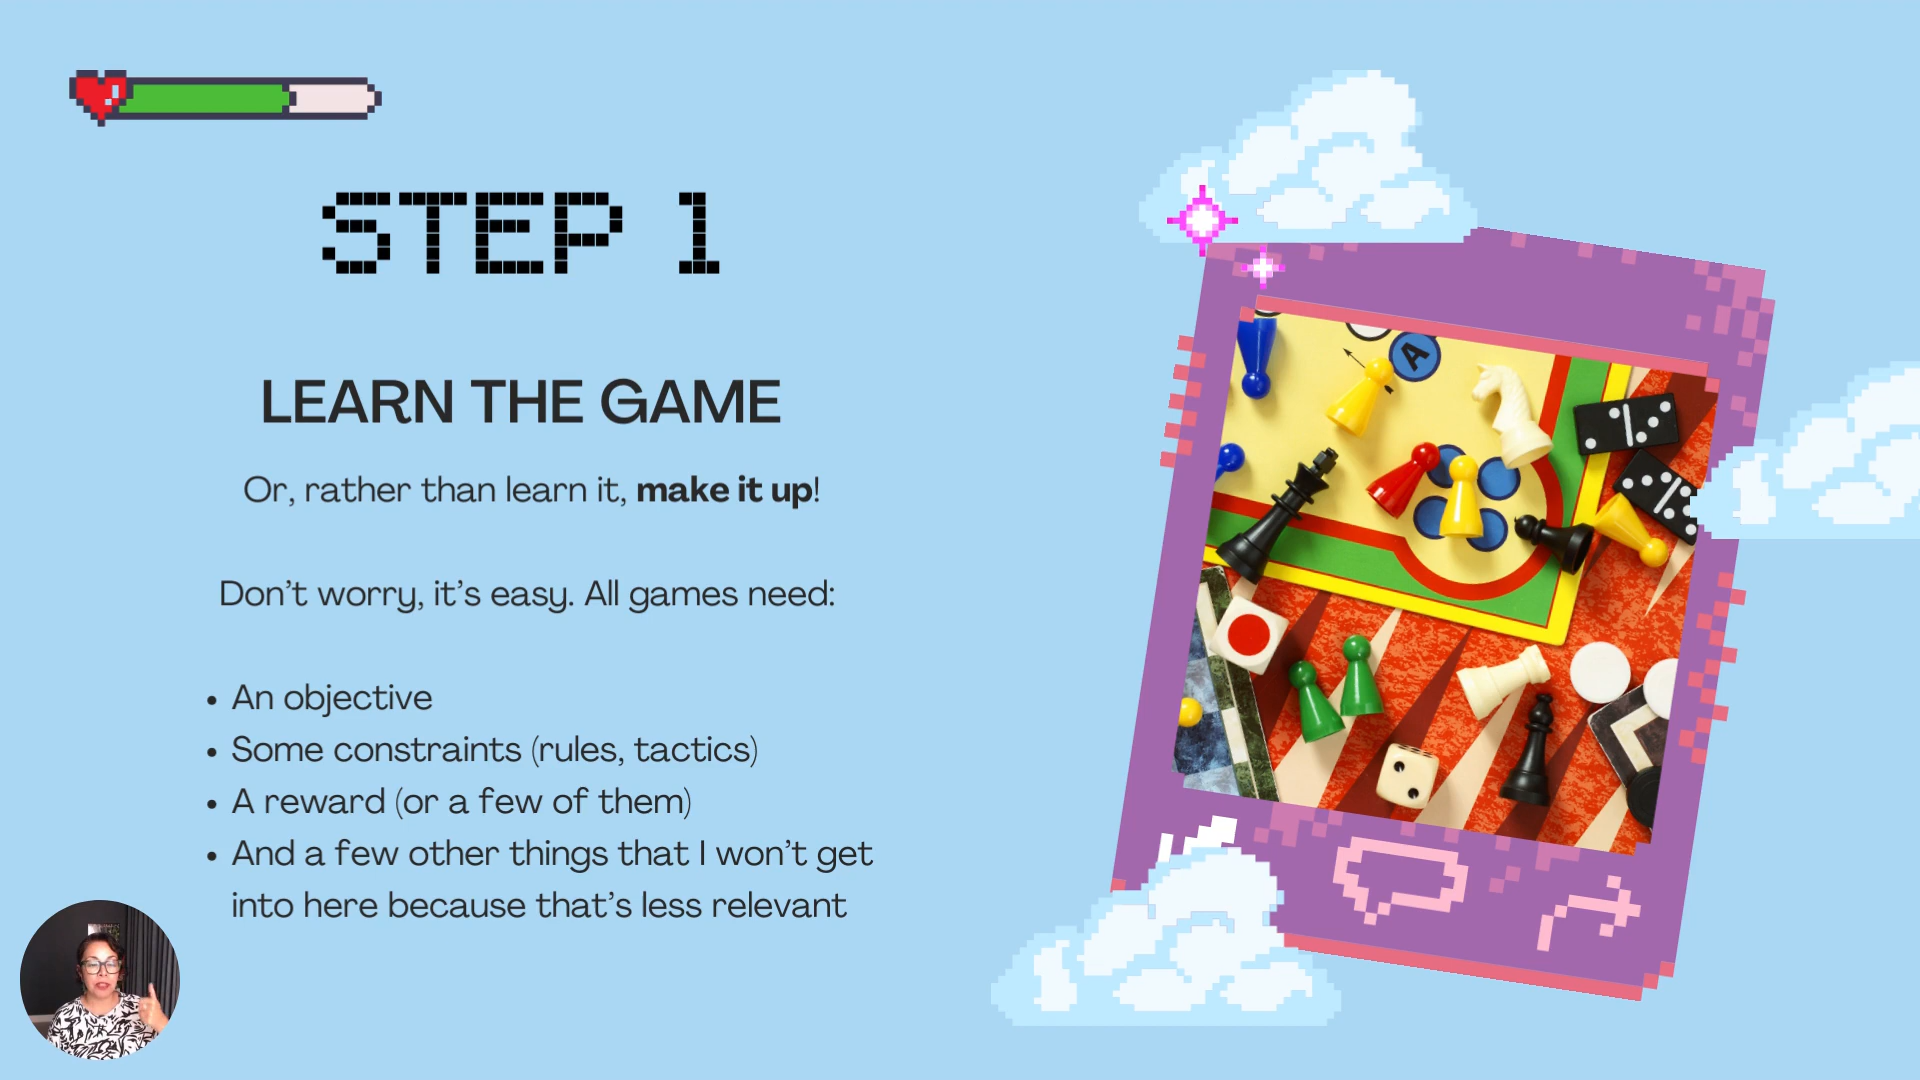 STEP 1
LEARN THE GAME
Or, rather than learn it, make it up!
Don't worry, it's easy. All games need:
• An objective
• Some constraints (rules, tactics)
• A reward (or a few of them)
• And a few other things that I won't get
into here because that's less relevant
A